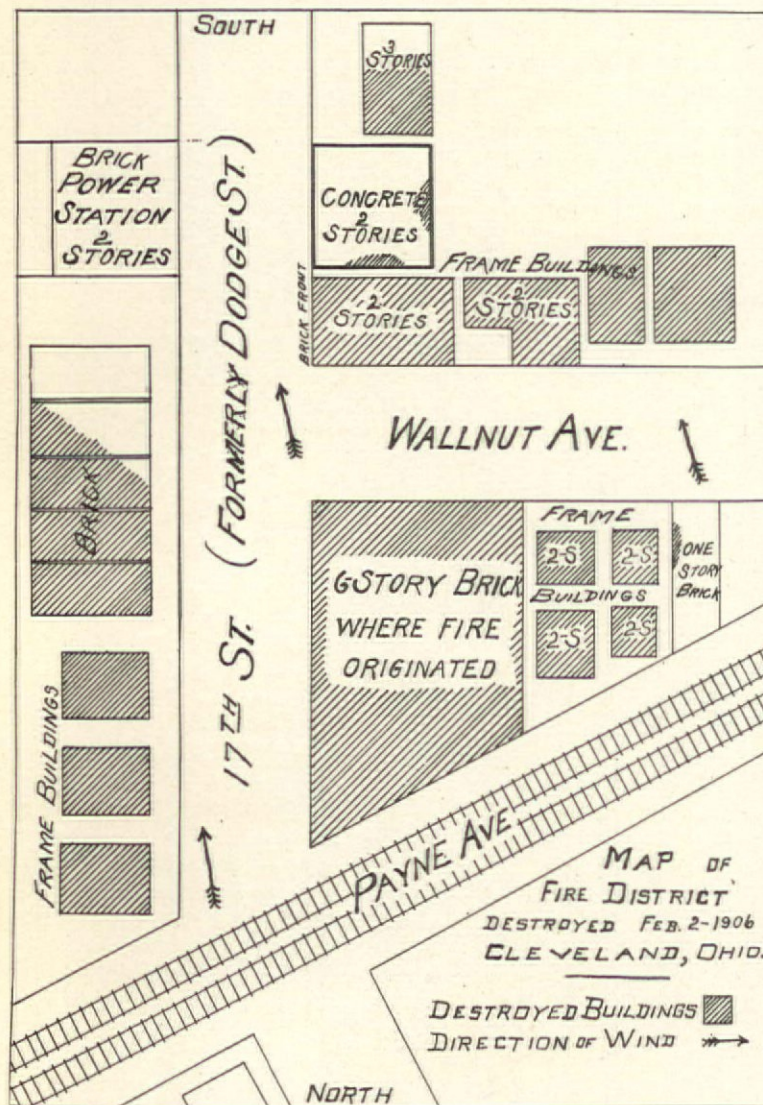 SOUTH
3
STORIES
BRICK
POWER
STATION
2
STORIES
CONCRETE
2
STORIES
FRAME BUILDINGS
2
STORIES
2
STORIES
BRICK FRONT
17TH ST. (FORMERLY DODGE ST.)
WALLNUT AVE.
BRICK
FRAME BUILDINGS
6 STORY BRICK
WHERE FIRE
ORIGINATED
FRAME
2-S
2-S
BUILDINGS
2-S
2-S
ONE
STORY
BRICK
PAYNE AVE
MAP OF
FIRE DISTRICT
DESTROYED FEB. 2-1906
CLEVELAND, OHIO.
DESTROYED BUILDINGS
DIRECTION OF WIND
NORTH